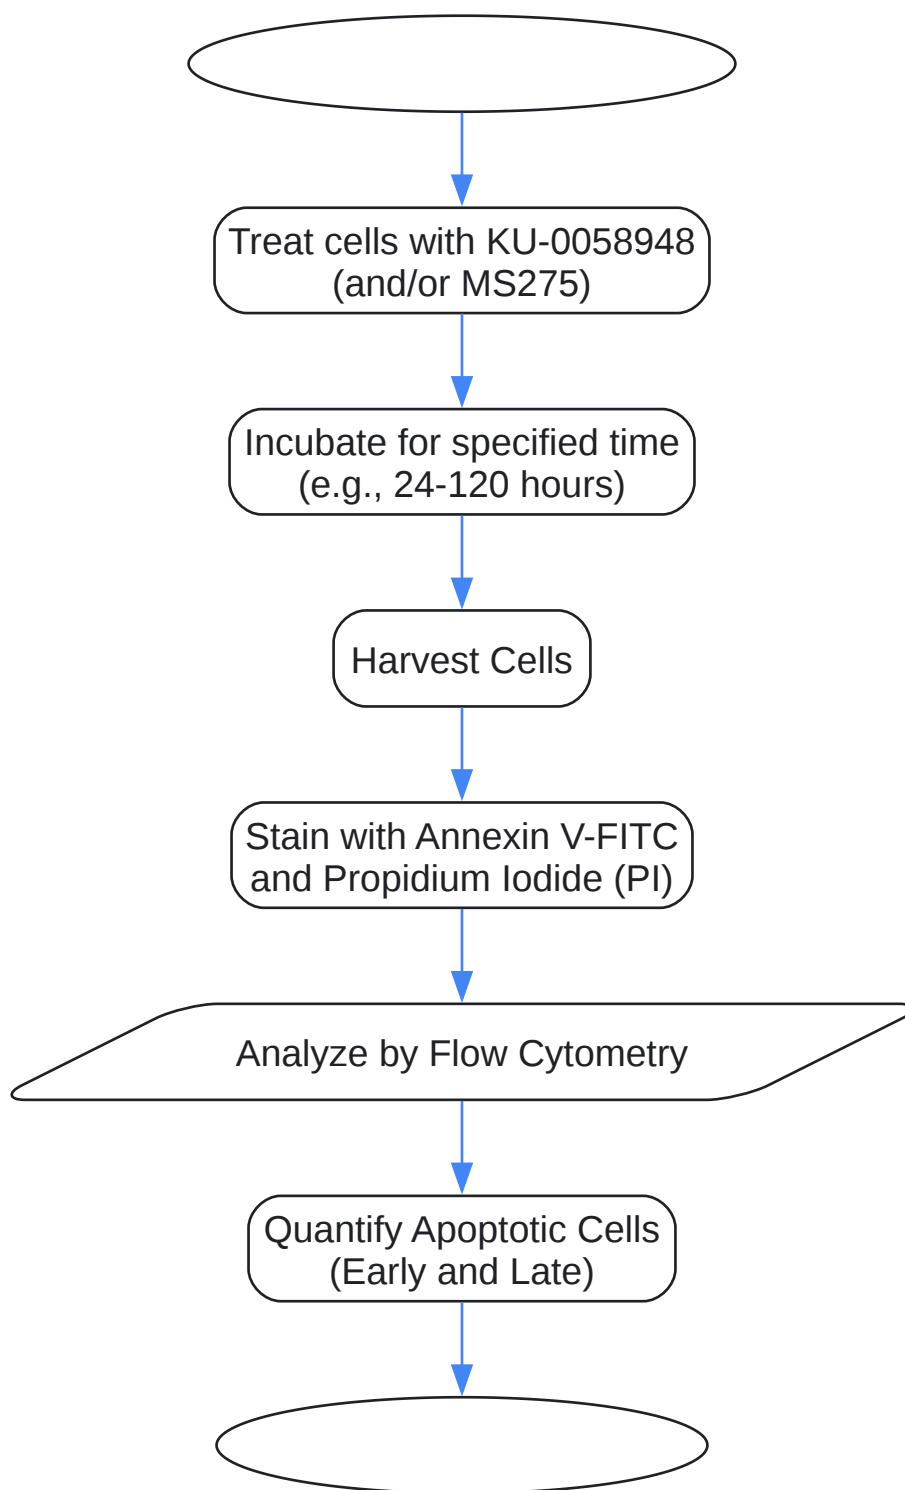 Treat cells with KU-0058948
(and/or MS275)
Incubate for specified time
(e.g., 24-120 hours)
Harvest Cells
Stain with Annexin V-FITC
and Propidium Iodide (PI)
Analyze by Flow Cytometry
Quantify Apoptotic Cells
(Early and Late)